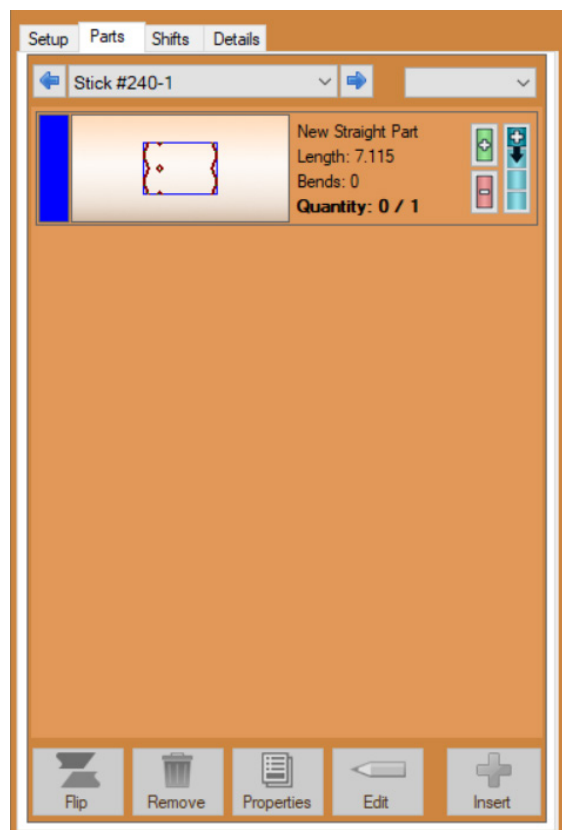 Setup Parts Shifts Details
Stick #240-1
New Straight Part
Length: 7.115
Bends: 0
Quantity: 0 / 1
Flip Remove Properties Edit Insert